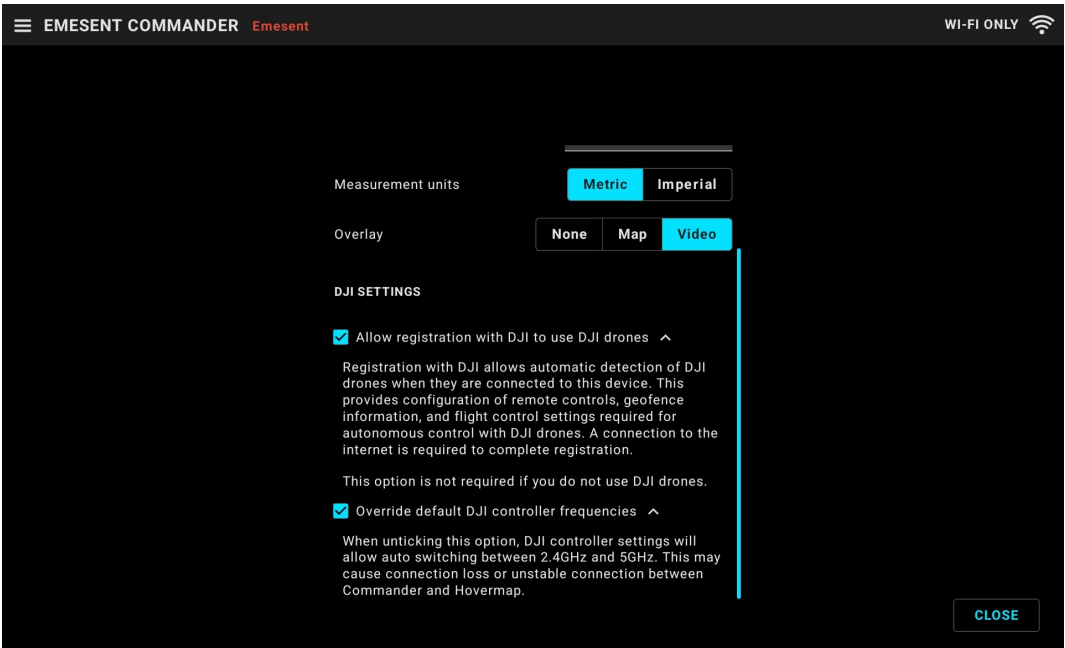 EMESENT COMMANDER Emesent WI-FI ONLY
Measurement units Metric Imperial
Overlay None Map Video
DJI SETTINGS
Allow registration with DJI to use DJI drones
Registration with DJI allows automatic detection of DJI
drones when they are connected to this device. This
provides configuration of remote controls, geofence
information, and flight control settings required for
autonomous control with DJI drones. A connection to the
internet is required to complete registration.
This option is not required if you do not use DJI drones.
Override default DJI controller frequencies
When unticking this option, DJI controller settings will
allow auto switching between 2.4GHz and 5GHz. This may
cause connection loss or unstable connection between
Commander and Hovermap.
CLOSE